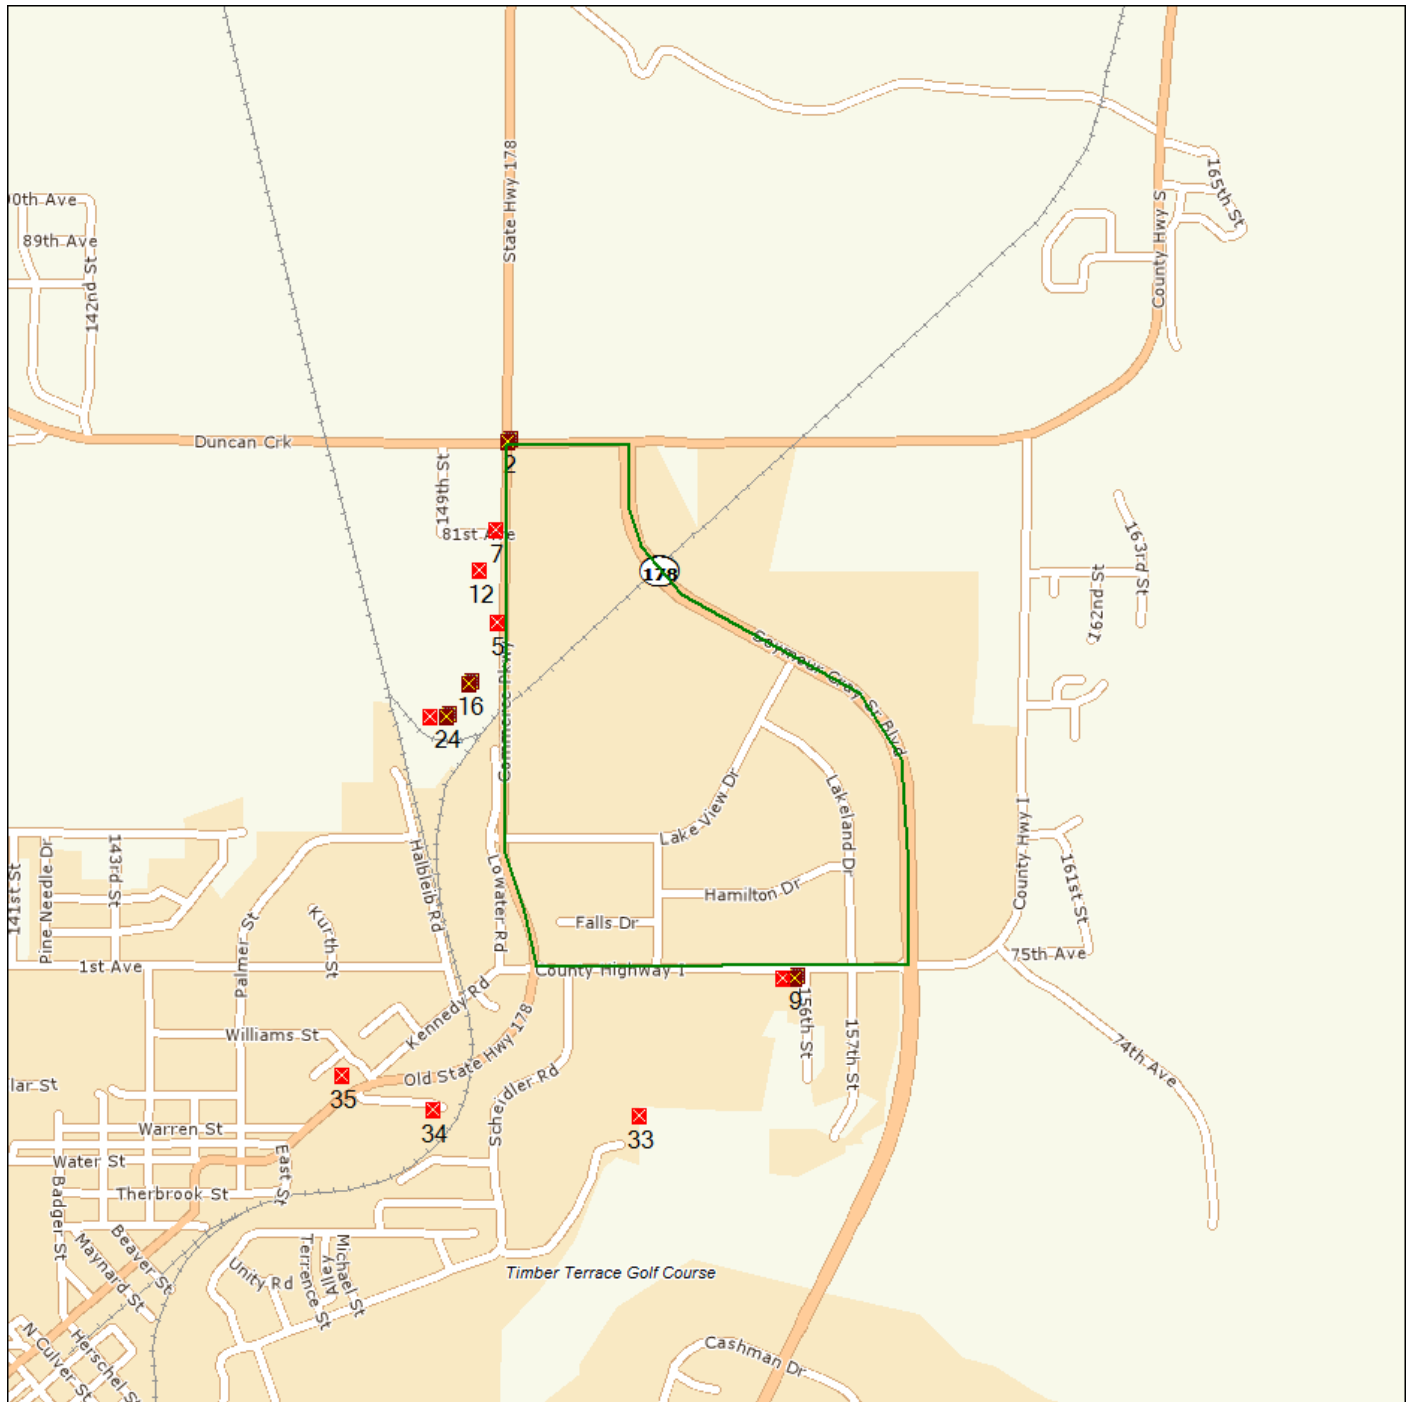 State Hwy 178
165th St
90th Ave
County Hwy S
89th Ave
142nd St
Duncan Crk
2
149th St
81st Ave
7
163rd St
178
12
162nd St
5
Seymour Cray Sr Blvd
Commerce Pkwy
16
24
Lake View Dr
Lakeland Dr
County Hwy I
141st St
Pine Needle Dr
143rd St
Halbleib Rd
Lowater Rd
161st St
Hamilton Dr
Palmer St
Kurth St
Falls Dr
75th Ave
1st Ave
County Highway I
9
156th St
Kennedy Rd
Williams St
157th St
Old State Hwy 178
74th Ave
Scheidler Rd
35
34
33
Warren St
Water St
East St
Therbrook St
Badger St
Beaver St
Maynard St
Unity Rd
Terrence St
Alley
Michael St
Timber Terrace Golf Course
N Culver St
Herschel St
Cashman Dr